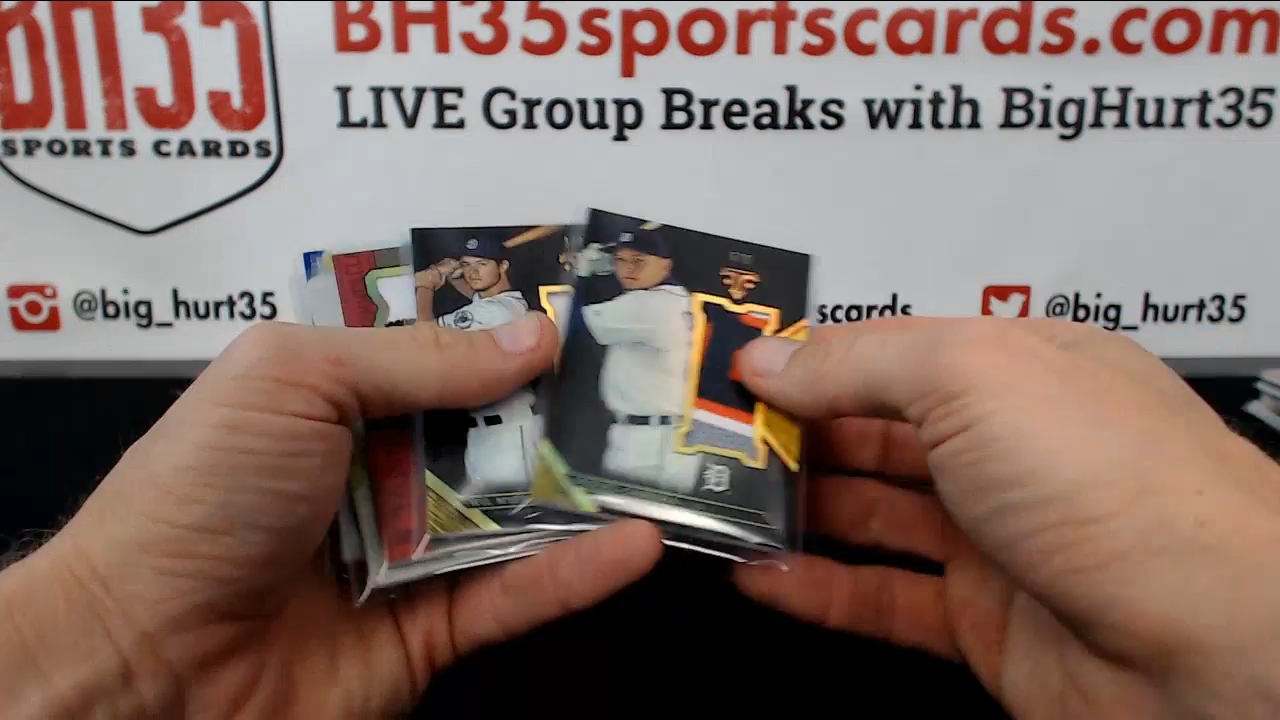 BH35
SPORTS CARDS
BH35sportscards.com
LIVE Group Breaks with BigHurt35
@big_hurt35
scards
@big_hurt35